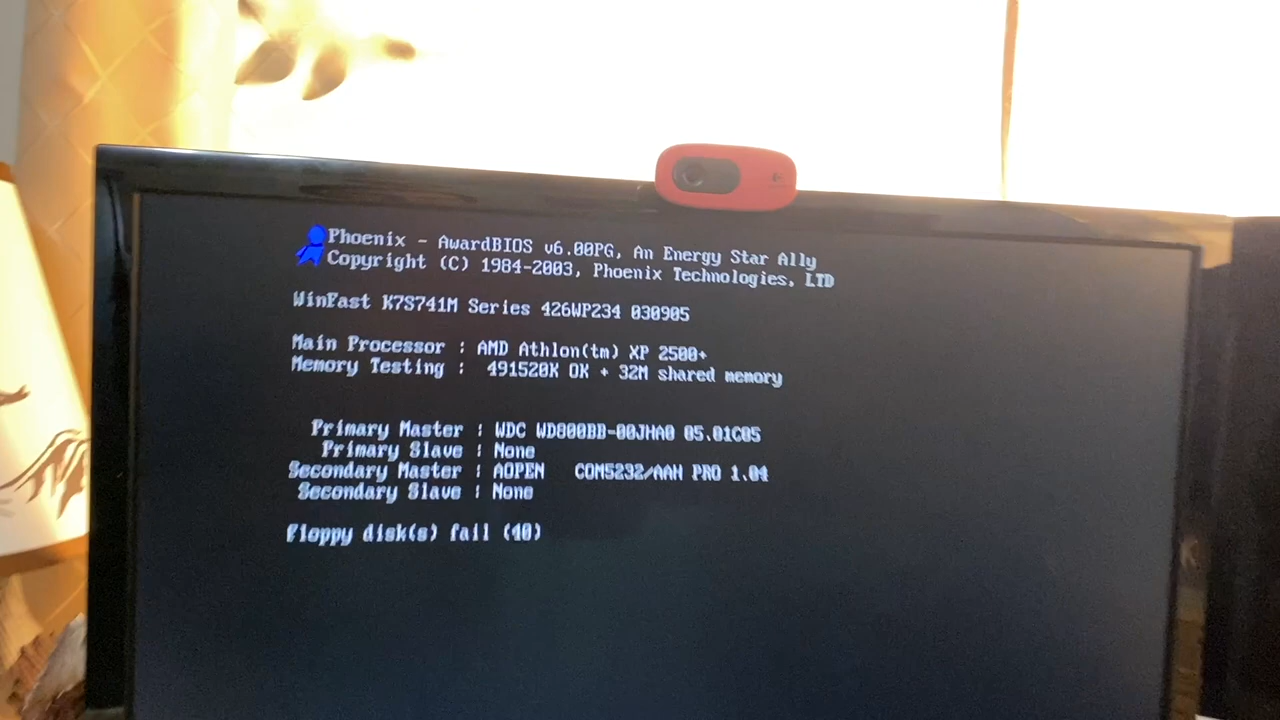 Phoenix - AwardBIOS v6.00PG, An Energy Star Ally
Copyright (C) 1984-2003, Phoenix Technologies, LTD
WinFast K7S741M Series 426WP234 030905
Main Processor : AMD Athlon(tm) XP 2500+
Memory Testing : 491520K OK + 32M shared memory
Primary Master : WDC WD800BB-00JHA0 05.01C05
Primary Slave : None
Secondary Master : AOPEN COM5232/AAH PRO 1.04
Secondary Slave : None
Floppy disk(s) fail (40)